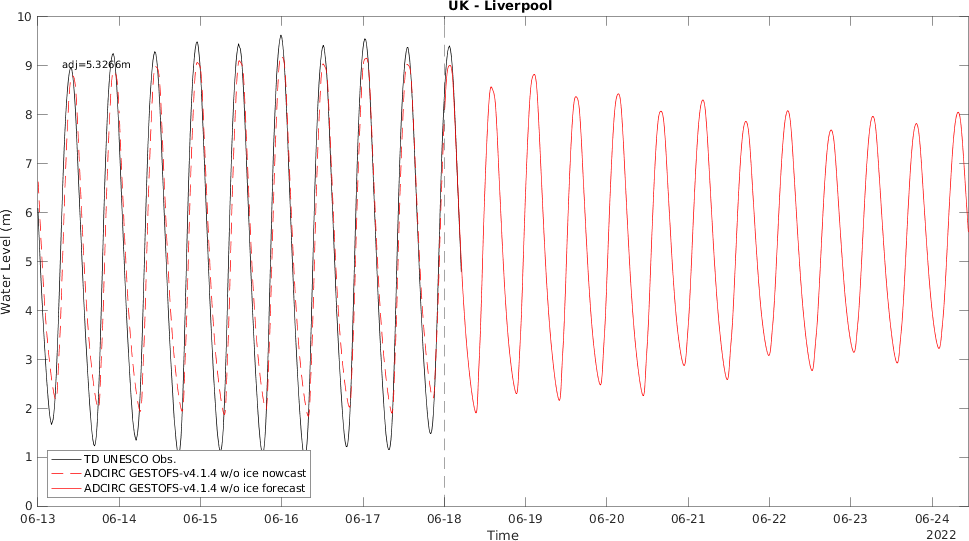 UK - Liverpool
10
9
8
7
6
5
4
3
2
1
0
Water Level (m)
adj=5.3266m
TD UNESCO Obs.
ADCIRC GESTOFS-v4.1.4 w/o ice nowcast
ADCIRC GESTOFS-v4.1.4 w/o ice forecast
06-13 06-14 06-15 06-16 06-17 06-18 06-19 06-20 06-21 06-22 06-23 06-24
2022
Time